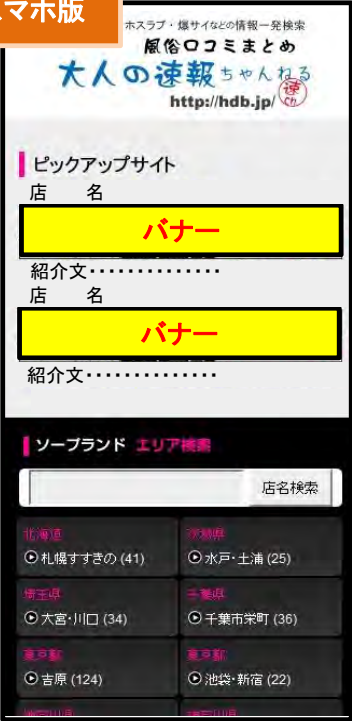 マホ版
ホスラブ・爆サイなどの情報一発検索
風俗口コミまとめ
大人の速報ちゃんねる
速ch
http://hdb.jp/
ピックアップサイト
店 名
バナー
紹介文・・・・・・・・・・・・・・
店 名
バナー
紹介文・・・・・・・・・・・・・・
ソープランド エリア検索
店名検索
北海道 茨城県
札幌すすきの (41) 水戸・土浦 (25)
埼玉県 千葉県
大宮・川口 (34) 千葉市栄町 (36)
東京都 東京都
吉原 (124) 池袋・新宿 (22)